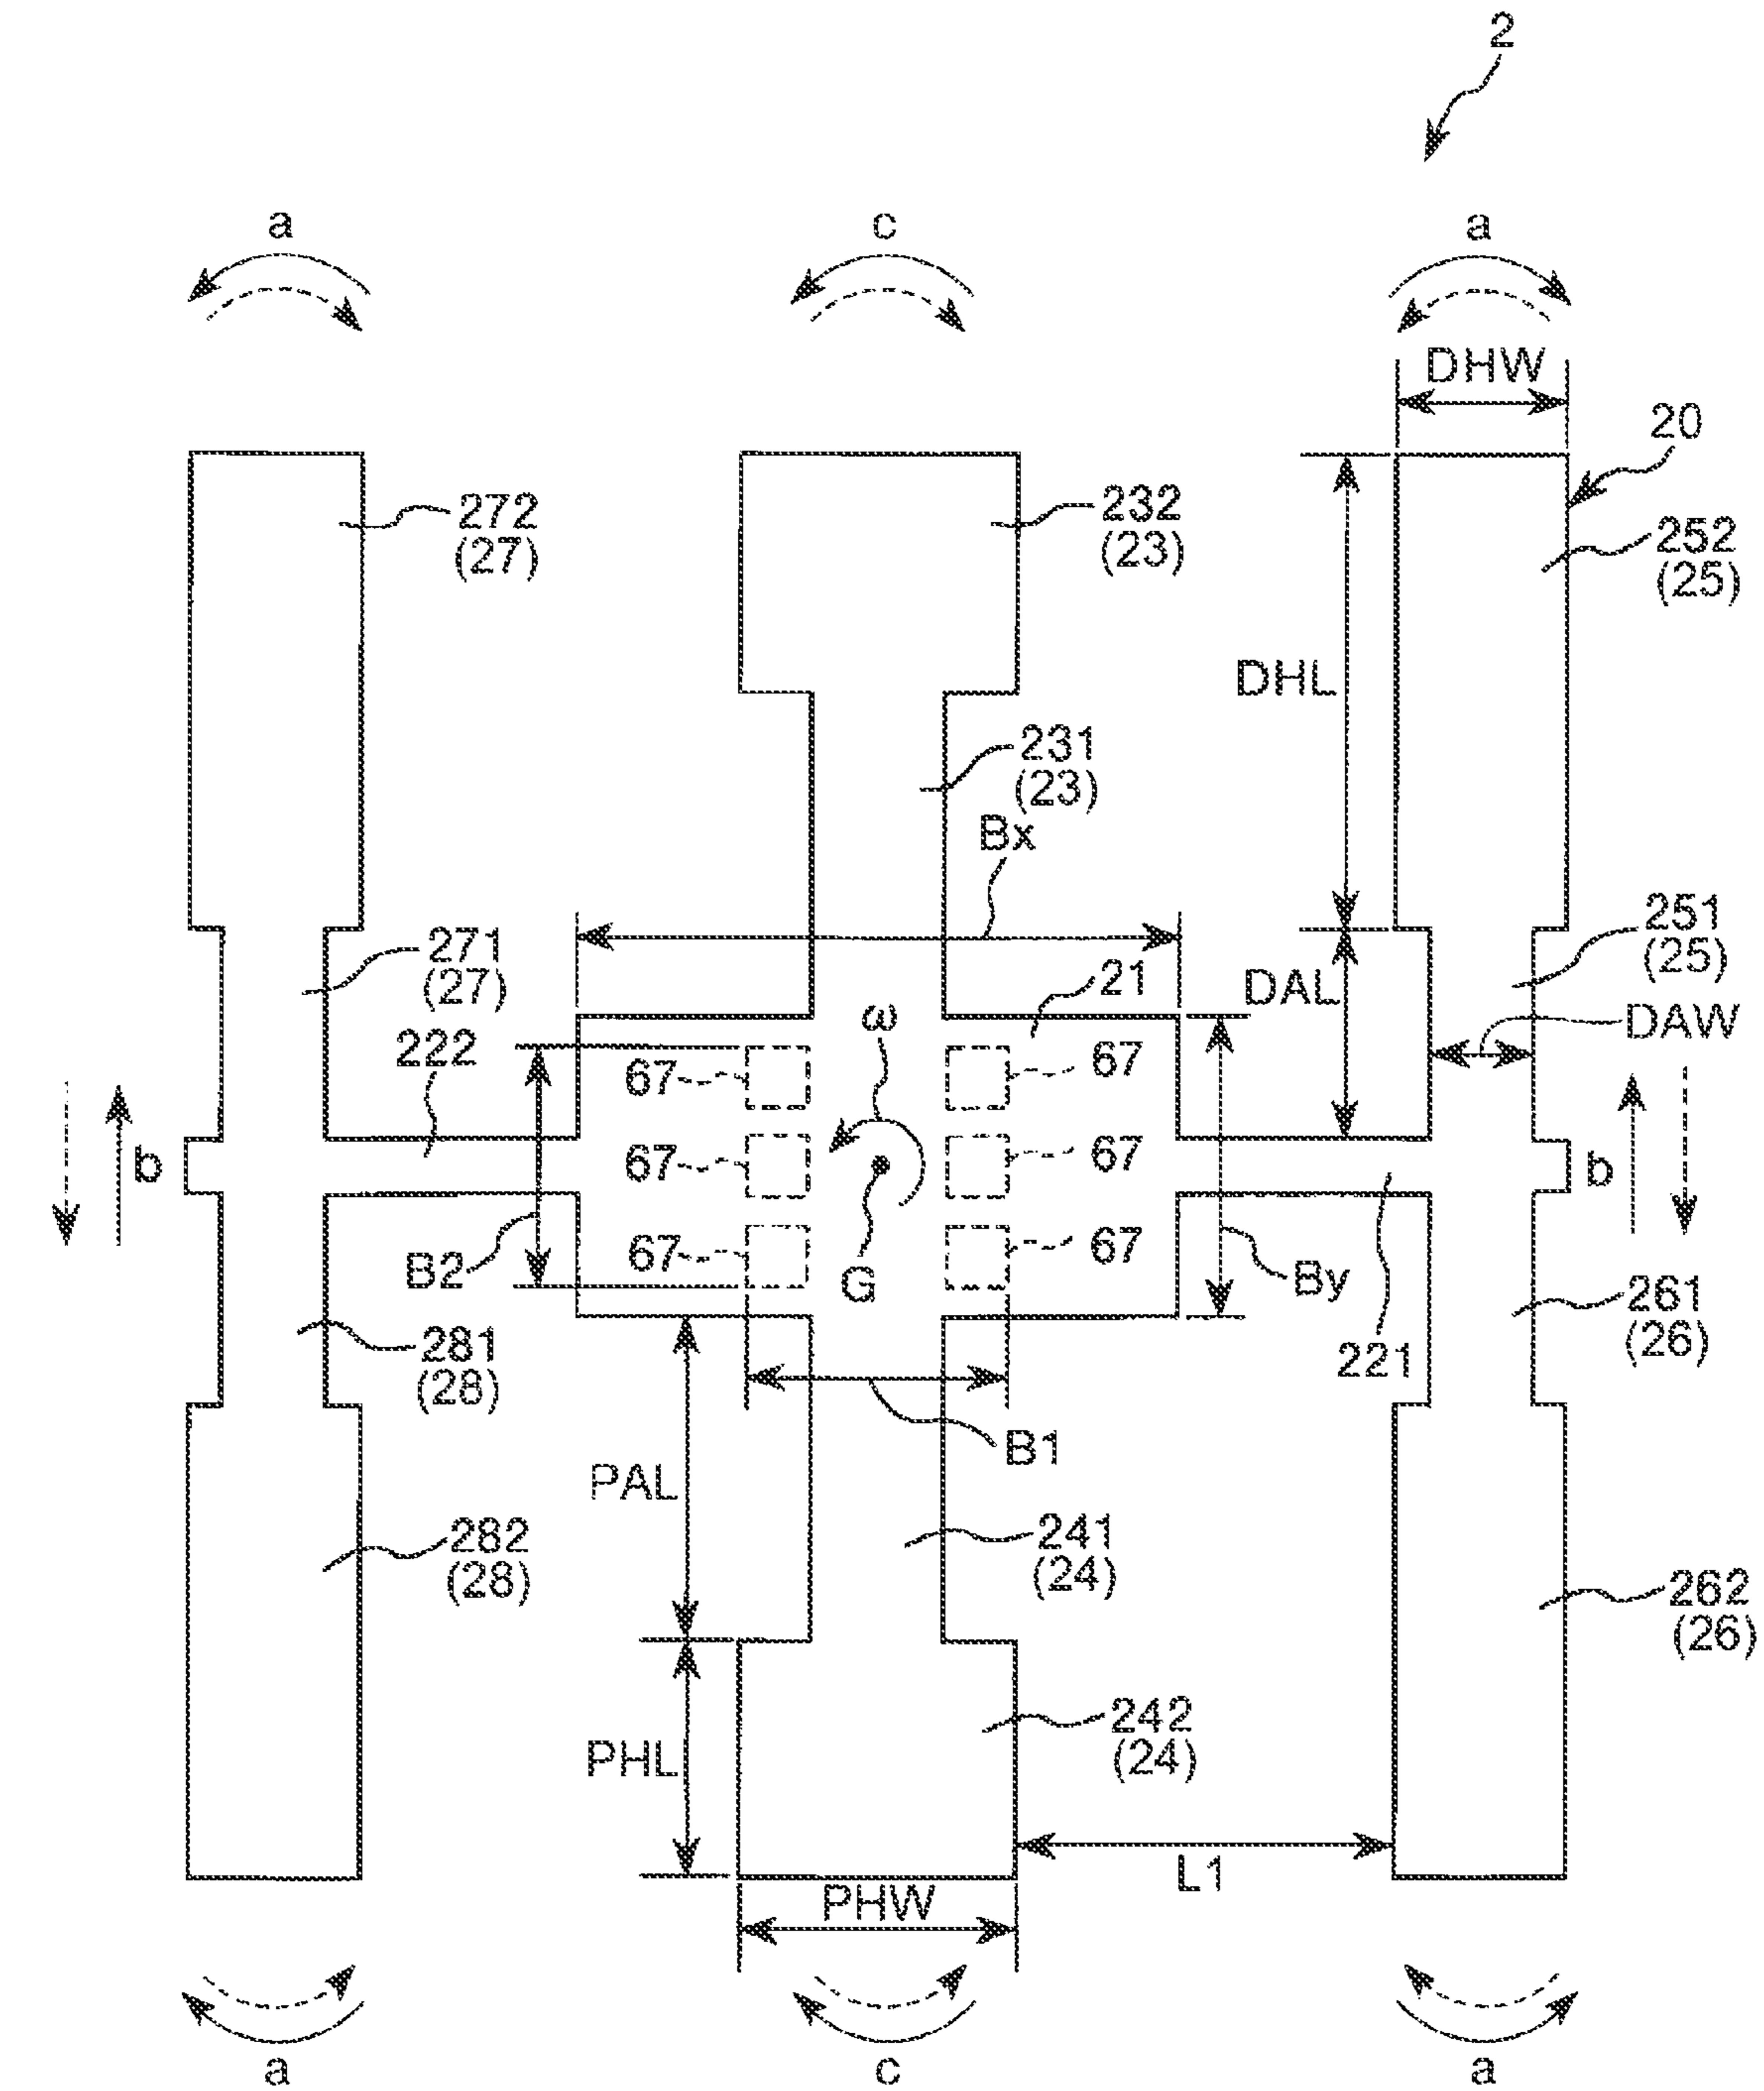 2
a
c
a
DHW
20
272
(27)
232
(23)
252
(25)
DHL
231
(23)
Bx
271
(27)
21
DAL
251
(25)
222
ω
DAW
67
67
b
67
67
b
B2
67
G
67
By
281
(28)
221
261
(26)
B1
PAL
282
(28)
241
(24)
262
(26)
PHL
242
(24)
L1
PHW
a
c
a